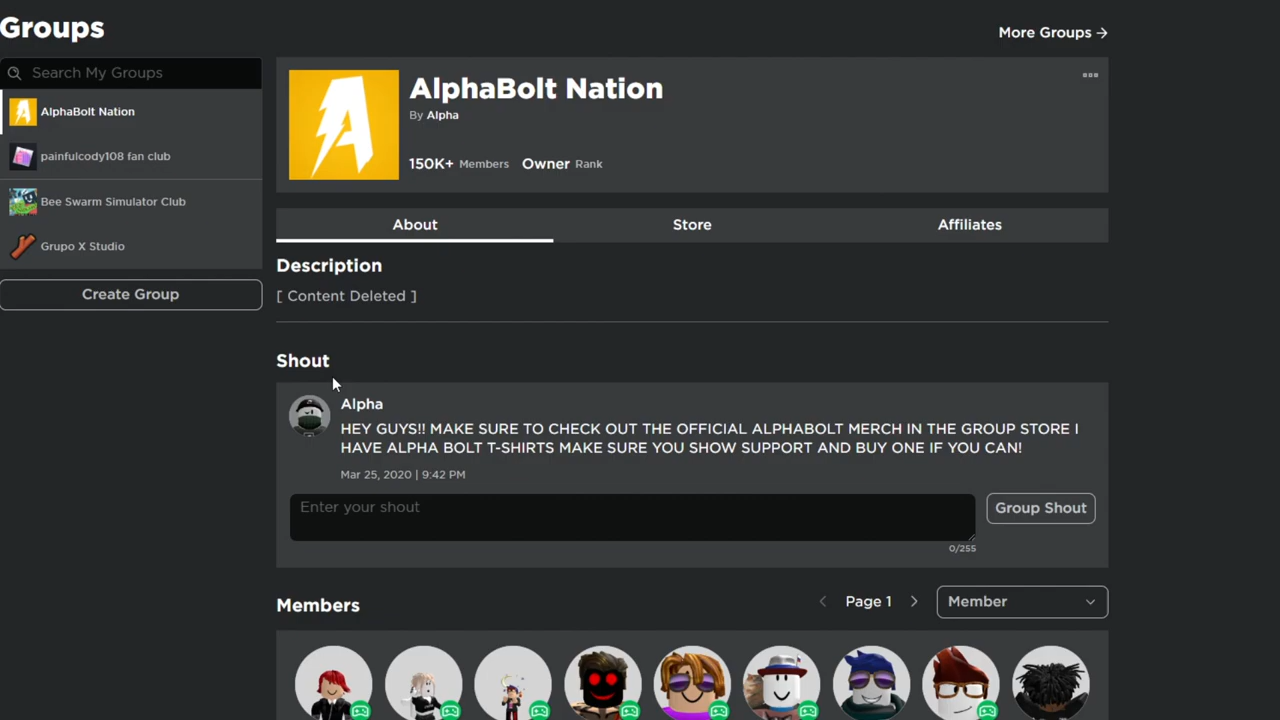 Groups
More Groups →
Search My Groups
AlphaBolt Nation
painfulcody108 fan club
Bee Swarm Simulator Club
Grupo X Studio
Create Group
AlphaBolt Nation
By Alpha
150K+ Members Owner Rank
About Store Affiliates
Description
[ Content Deleted ]
Shout
Alpha
HEY GUYS!! MAKE SURE TO CHECK OUT THE OFFICIAL ALPHABOLT MERCH IN THE GROUP STORE I
HAVE ALPHA BOLT T-SHIRTS MAKE SURE YOU SHOW SUPPORT AND BUY ONE IF YOU CAN!
Mar 25, 2020 | 9:42 PM
Enter your shout
Group Shout
0/255
Members
Page 1
Member